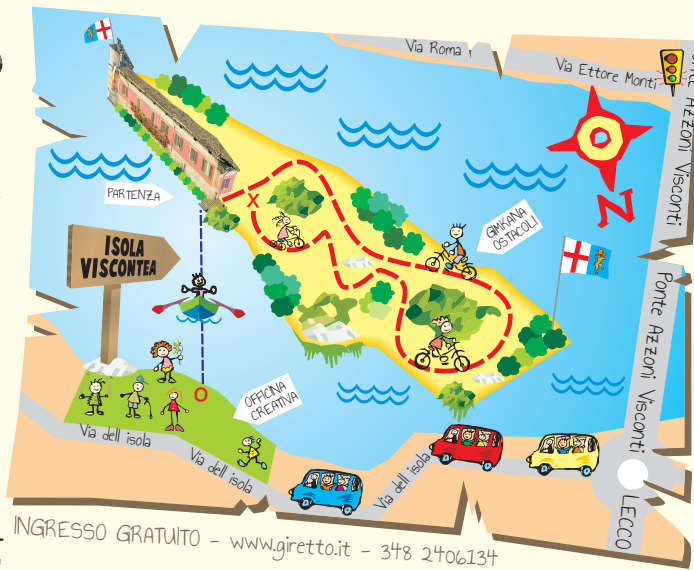 Via Roma
Via Ettore Monti
Ponte Azzoni Visconti
N
PARTENZA
X
GIMKANA
OSTACOLI
ISOLA
VISCONTEA
Ponte Azzoni Visconti
O
OFFICINA
CREATIVA
Via dell isola
Via dell isola
Via dell isola
LECCO
INGRESSO GRATUITO - www.giretto.it - 348 2406134